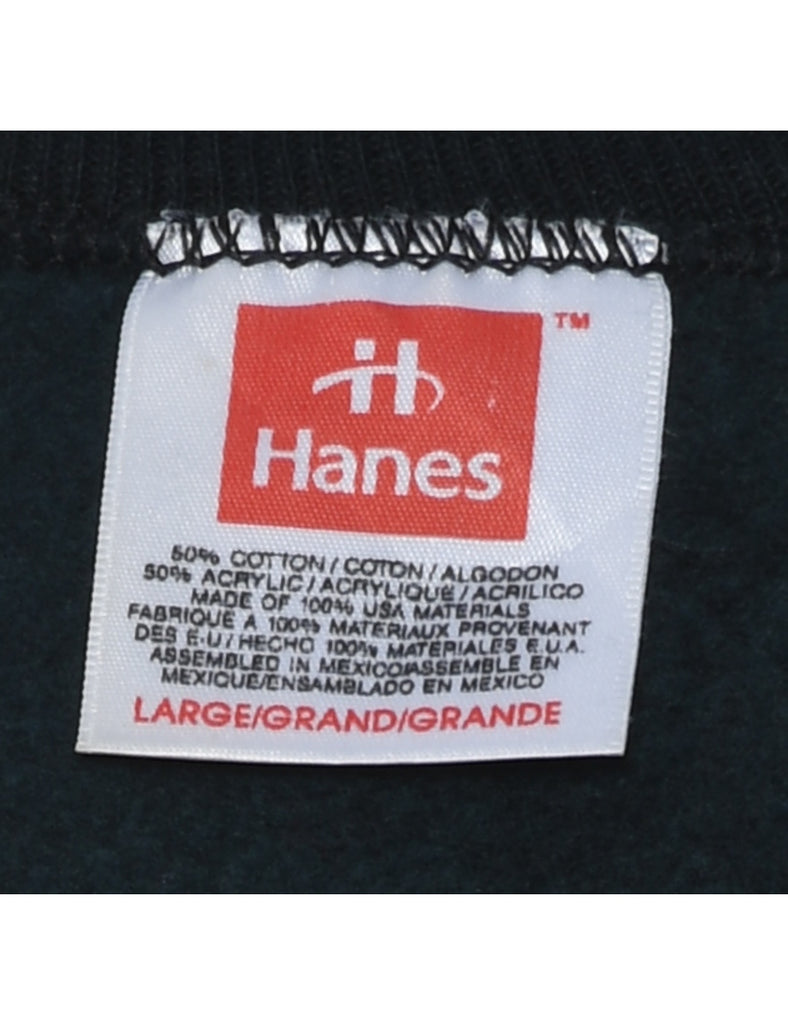 TM
H
Hanes
50% COTTON / COTON / ALGODON
50% ACRYLIC / ACRYLIQUE / ACRILICO
MADE OF 100% USA MATERIALS
FABRIQUE A 100% MATERIAUX PROVENANT
DES E.U / HECHO 100% MATERIALES E.U.A.
ASSEMBLED IN MEXICO/ASSEMBLE EN
MEXIQUE/ENSAMBLADO EN MEXICO
LARGE/GRAND/GRANDE